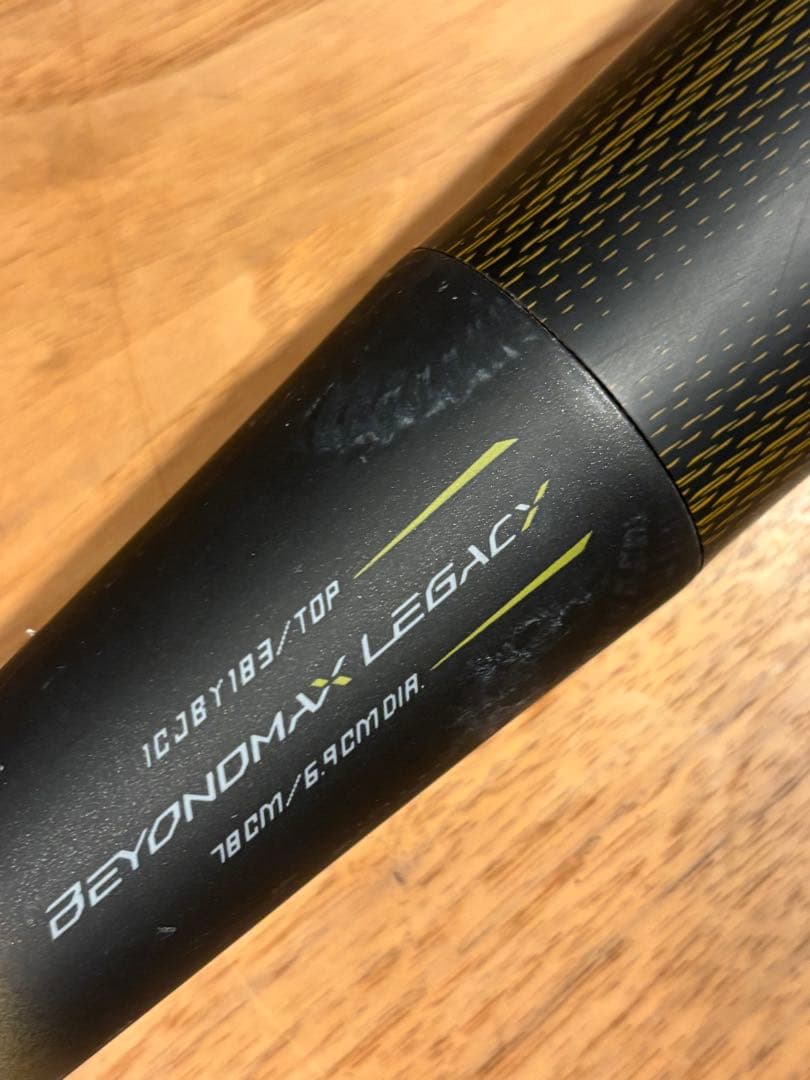 1CJBY183/TOP
BEYONDMAX LEGACY
78CM/6.9CM DIA.